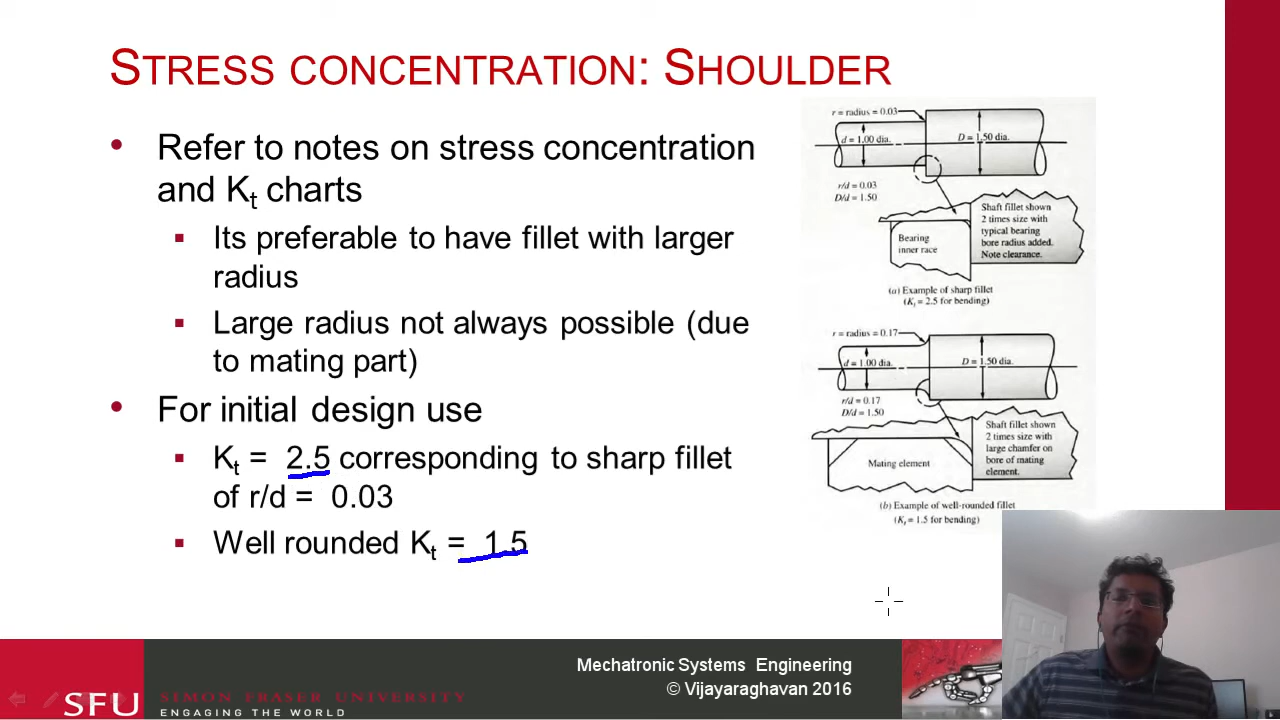 STRESS CONCENTRATION: SHOULDER
• Refer to notes on stress concentration
and Kt charts
▪ Its preferable to have fillet with larger
radius
▪ Large radius not always possible (due
to mating part)
• For initial design use
▪ Kt = 2.5 corresponding to sharp fillet
of r/d = 0.03
▪ Well rounded Kt = 1.5
r = radius = 0.03
d = 1.00 dia.
D = 1.50 dia.
r/d = 0.03
D/d = 1.50
Shaft fillet shown
2 times size with
typical bearing
bore radius added.
Note clearance.
Bearing
inner race
(a) Example of sharp fillet
(Kt = 2.5 for bending)
r = radius = 0.17
d = 1.00 dia.
D = 1.50 dia.
r/d = 0.17
D/d = 1.50
Shaft fillet shown
2 times size with
large chamfer on
bore of mating
element.
Mating element
(b) Example of well-rounded fillet
(Kt = 1.5 for bending)
Mechatronic Systems Engineering
© Vijayaraghavan 2016
SFU
SIMON FRASER UNIVERSITY
ENGAGING THE WORLD